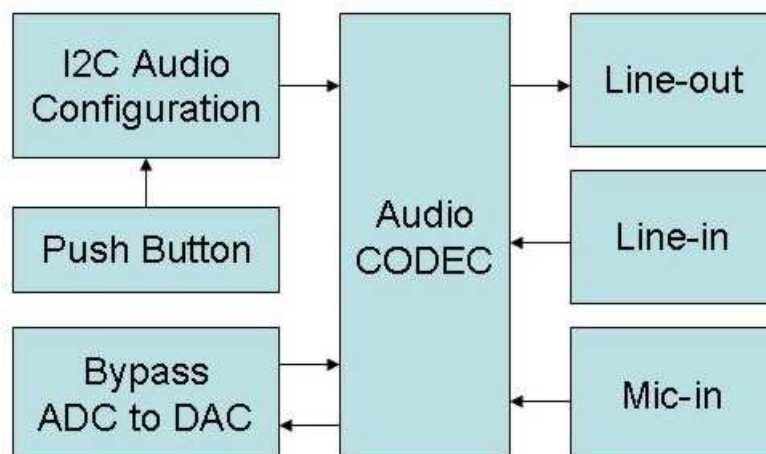 I2C Audio
Configuration
Push Button
Bypass
ADC to DAC
Audio
CODEC
Line-out
Line-in
Mic-in